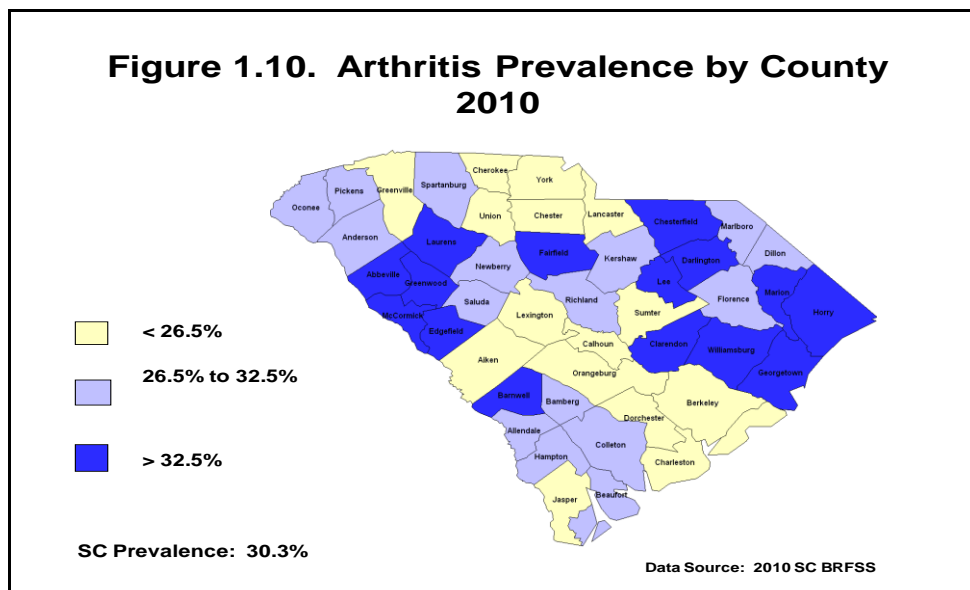 Figure 1.10.  Arthritis Prevalence by County
2010
Cherokee
York
Spartanburg
Greenville
Pickens
Oconee
Union
Chester
Lancaster
Chesterfield
Marlboro
Anderson
Laurens
Fairfield
Kershaw
Darlington
Dillon
Newberry
Abbeville
Greenwood
Lee
Marion
Saluda
Richland
Florence
McCormick
Lexington
Sumter
Horry
Edgefield
Calhoun
Clarendon
Williamsburg
Aiken
Orangeburg
Georgetown
Barnwell
Bamberg
Berkeley
Dorchester
Allendale
Colleton
Hampton
Charleston
Jasper
Beaufort
< 26.5%
26.5% to 32.5%
> 32.5%
SC Prevalence:  30.3%
Data Source:  2010 SC BRFSS